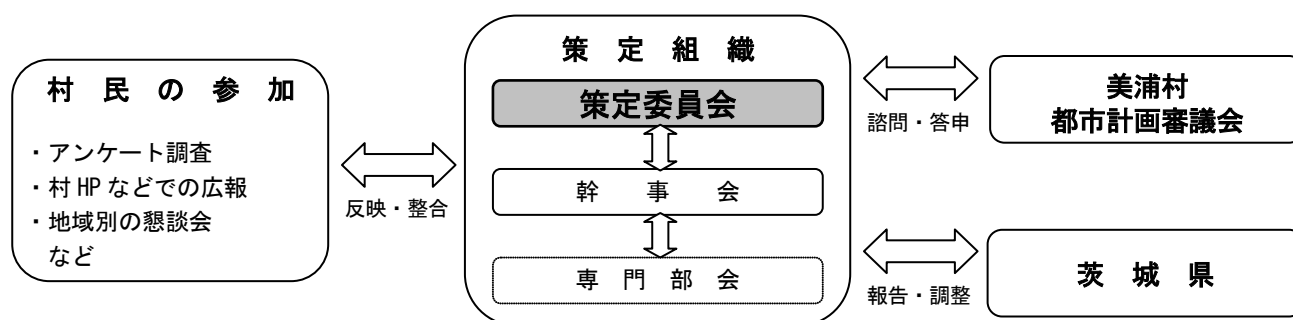 村民の参加
・アンケート調査
・村HPなどでの広報
・地域別の懇談会
など
反映・整合
策定組織
策定委員会
幹事会
専門部会
諮問・答申
美浦村
都市計画審議会
報告・調整
茨城県